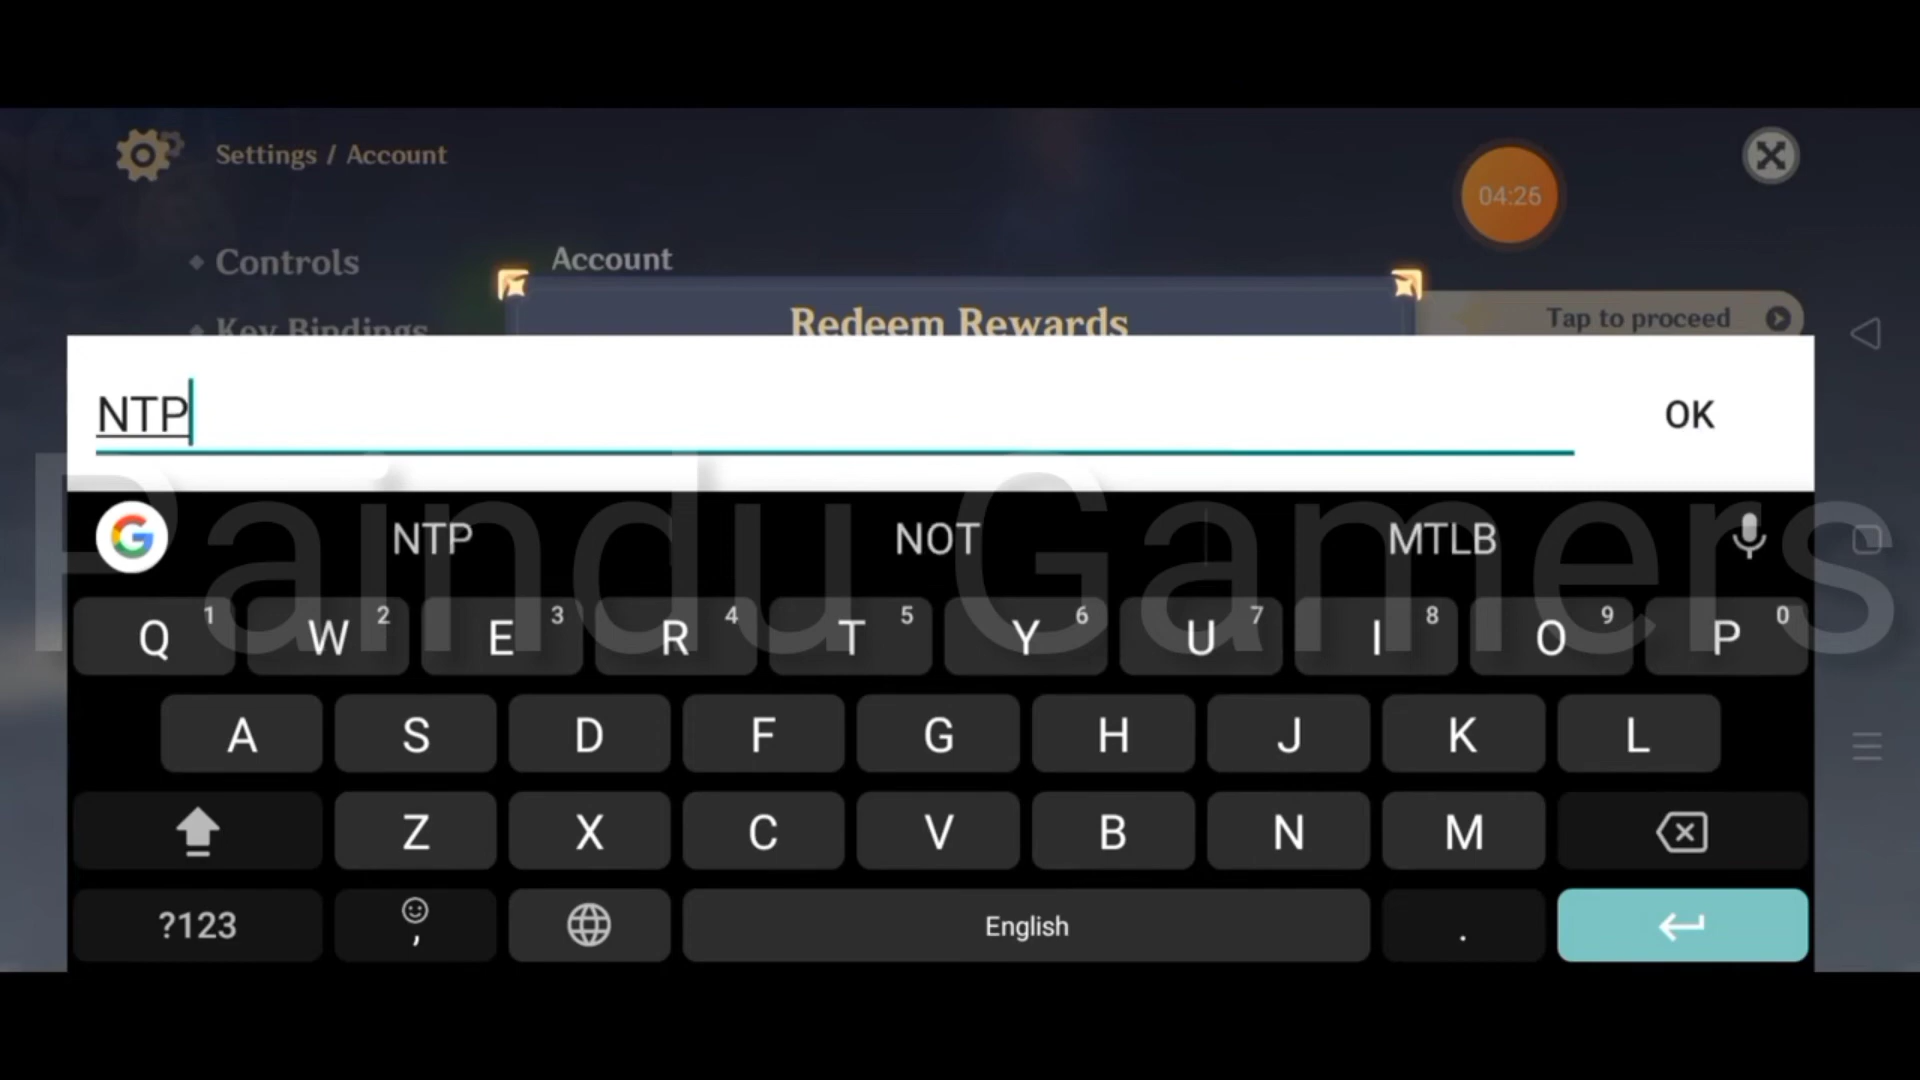 Settings / Account
04:26
Controls
Account
Key Bindings
Redeem Rewards
Tap to proceed
NTP
OK
Paindu Gamers
G NTP NOT MTLB
Q 1 W 2 E 3 R 4 T 5 Y 6 U 7 I 8 O 9 P 0
A S D F G H J K L
Z X C V B N M
?123 , English .